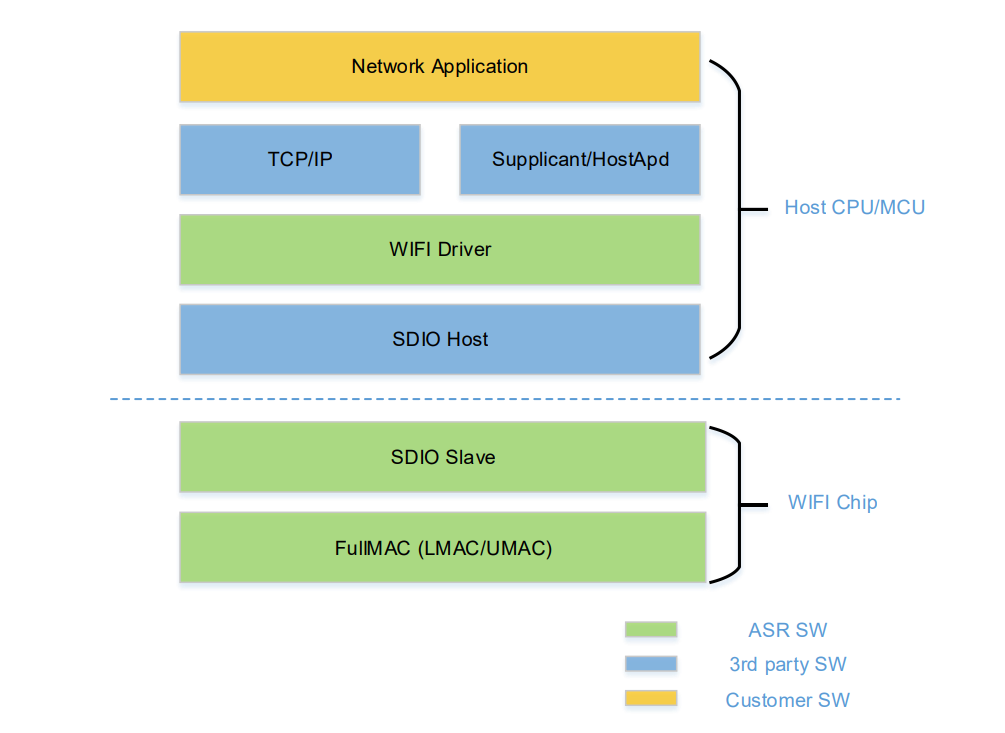 Network Application
TCP/IP
Supplicant/HostApd
Host CPU/MCU
WIFI Driver
SDIO Host
SDIO Slave
WIFI Chip
FullMAC (LMAC/UMAC)
ASR SW
3rd party SW
Customer SW